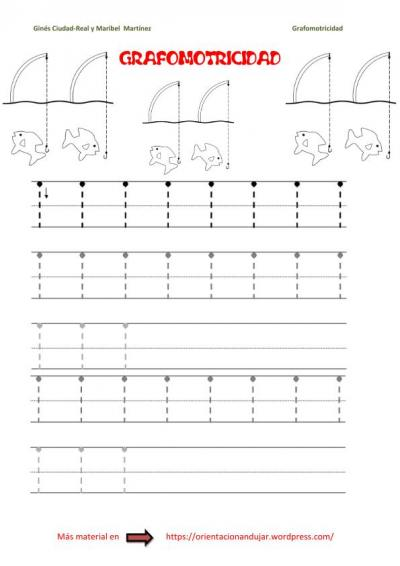 Ginés Ciudad-Real y Maribel Martínez Grafomotricidad
GRAFOMOTRICIDAD
Más material en https://orientacionandujar.wordpress.com/